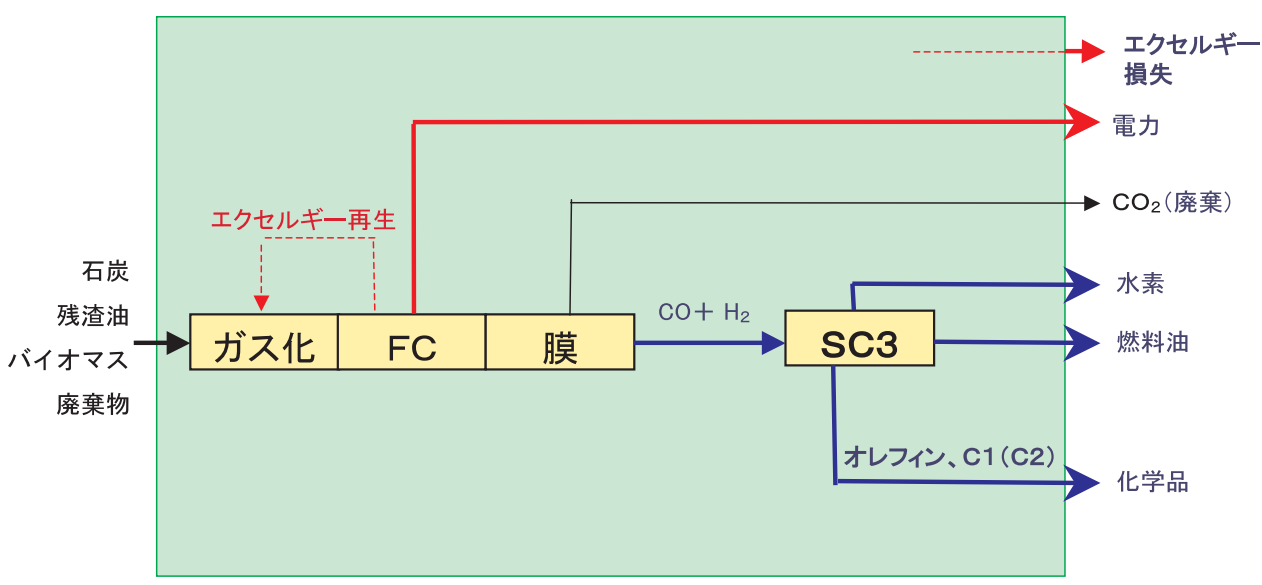 エクセルギー
損失
電力
CO₂（廃棄）
エクセルギー再生
石炭
残渣油
バイオマス
廃棄物
ガス化
FC
膜
CO＋ H₂
SC3
水素
燃料油
オレフィン、C1（C2）
化学品